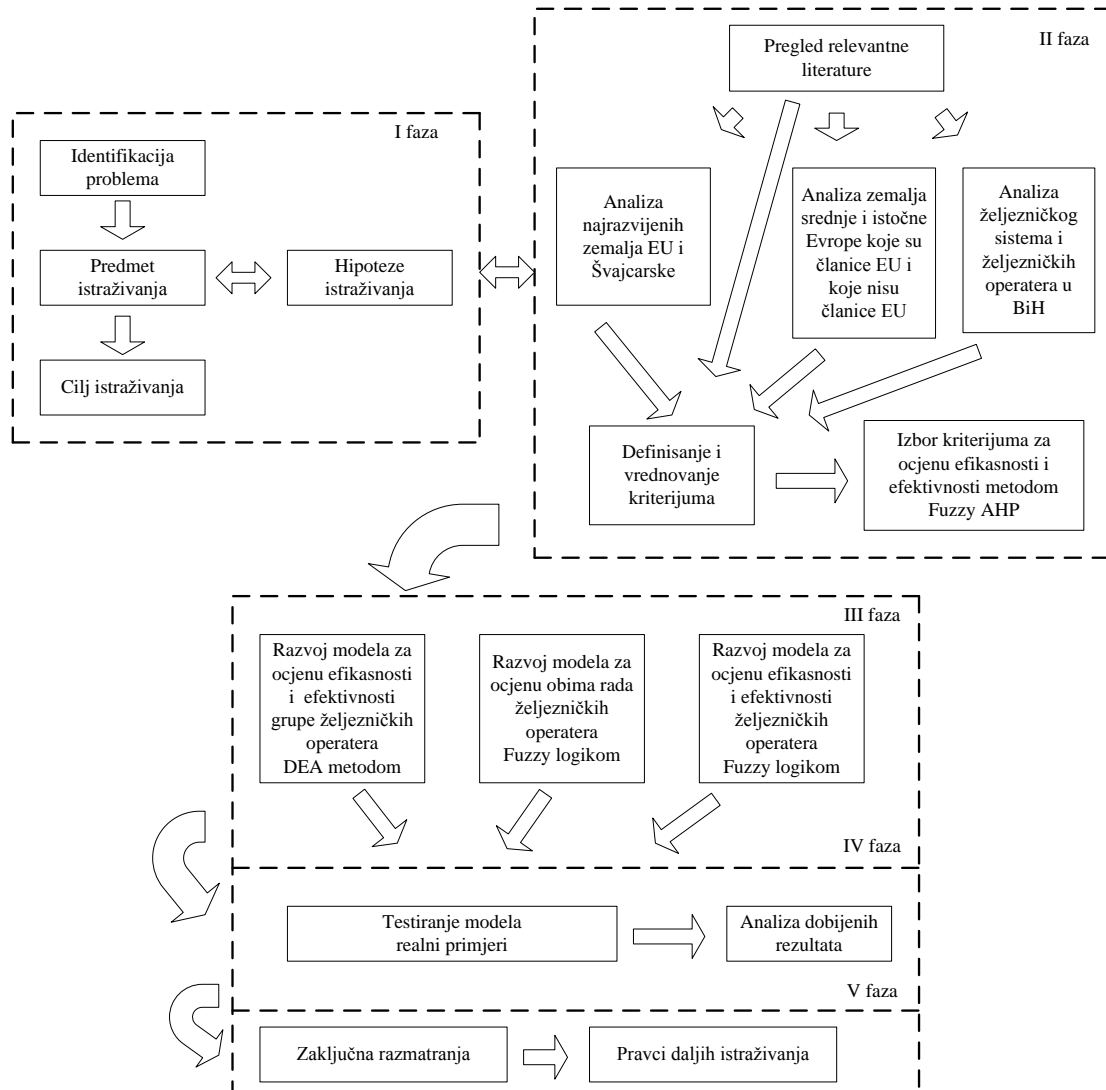 I faza
Identifikacija
problema
Predmet
istraživanja
Hipoteze
istraživanja
Cilj istraživanja
II faza
Pregled relevantne
literature
Analiza
najrazvijenih
zemalja EU i
Švajcarske
Analiza zemalja
srednje i istočne
Evrope koje su
članice EU i
koje nisu
članice EU
Analiza
željezničkog
sistema i
željezničkih
operatera u
BiH
Definisanje i
vrednovanje
kriterijuma
Izbor kriterijuma za
ocjenu efikasnosti i
efektivnosti metodom
Fuzzy AHP
III faza
Razvoj modela za
ocjenu efikasnosti
i efektivnosti
grupe željezničkih
operatera
DEA metodom
Razvoj modela za
ocjenu obima rada
željezničkih
operatera
Fuzzy logikom
Razvoj modela za
ocjenu efikasnosti
i efektivnosti
željezničkih
operatera
Fuzzy logikom
IV faza
Testiranje modela
realni primjeri
Analiza dobijenih
rezultata
V faza
Zaključna razmatranja
Pravci daljih istraživanja